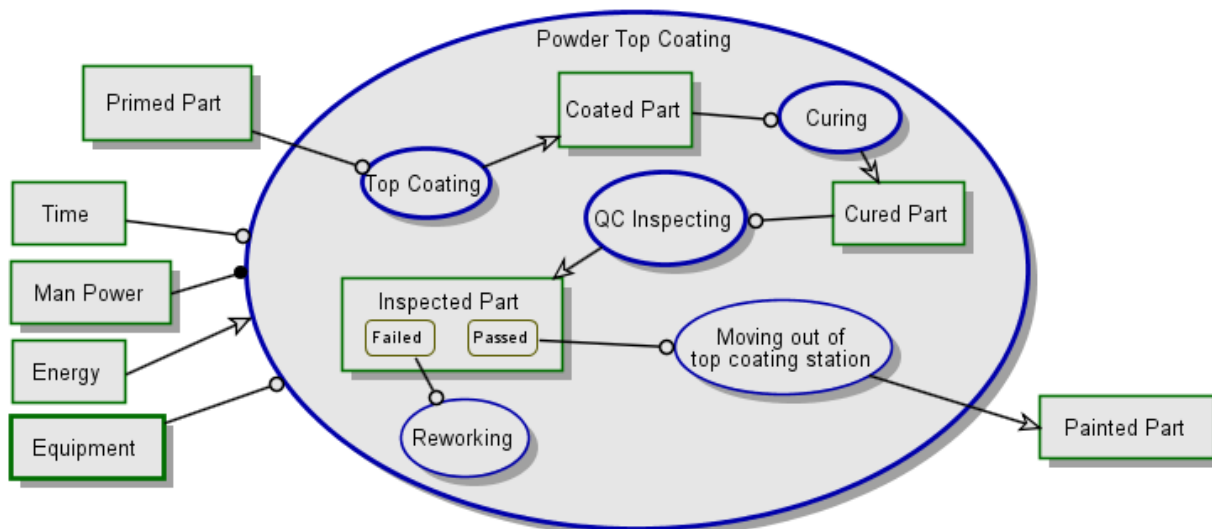 Powder Top Coating
Primed Part
Coated Part
Curing
Top Coating
Time
QC Inspecting
Cured Part
Man Power
Inspected Part
Failed
Passed
Moving out of
top coating station
Energy
Equipment
Reworking
Painted Part